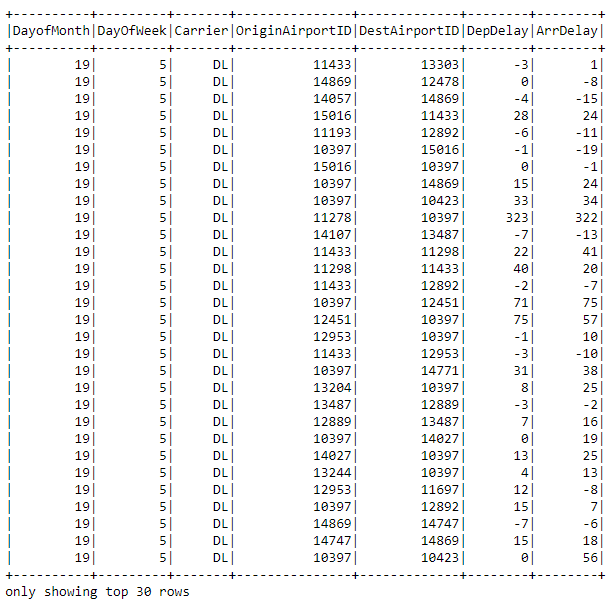 +----------+---------+-------+---------------+-------------+--------+--------+
|DayofMonth|DayOfWeek|Carrier|OriginAirportID|DestAirportID|DepDelay|ArrDelay|
+----------+---------+-------+---------------+-------------+--------+--------+
|        19|        5|     DL|          11433|        13303|      -3|       1|
|        19|        5|     DL|          14869|        12478|       0|      -8|
|        19|        5|     DL|          14057|        14869|      -4|     -15|
|        19|        5|     DL|          15016|        11433|      28|      24|
|        19|        5|     DL|          11193|        12892|      -6|     -11|
|        19|        5|     DL|          10397|        15016|      -1|     -19|
|        19|        5|     DL|          15016|        10397|       0|      -1|
|        19|        5|     DL|          10397|        14869|      15|      24|
|        19|        5|     DL|          10397|        10423|      33|      34|
|        19|        5|     DL|          11278|        10397|     323|     322|
|        19|        5|     DL|          14107|        13487|      -7|     -13|
|        19|        5|     DL|          11433|        11298|      22|      41|
|        19|        5|     DL|          11298|        11433|      40|      20|
|        19|        5|     DL|          11433|        12892|      -2|      -7|
|        19|        5|     DL|          10397|        12451|      71|      75|
|        19|        5|     DL|          12451|        10397|      75|      57|
|        19|        5|     DL|          12953|        10397|      -1|      10|
|        19|        5|     DL|          11433|        12953|      -3|     -10|
|        19|        5|     DL|          10397|        14771|      31|      38|
|        19|        5|     DL|          13204|        10397|       8|      25|
|        19|        5|     DL|          13487|        12889|      -3|      -2|
|        19|        5|     DL|          12889|        13487|       7|      16|
|        19|        5|     DL|          10397|        14027|       0|      19|
|        19|        5|     DL|          14027|        10397|      13|      25|
|        19|        5|     DL|          13244|        10397|       4|      13|
|        19|        5|     DL|          12953|        11697|      12|      -8|
|        19|        5|     DL|          10397|        12892|      15|       7|
|        19|        5|     DL|          14869|        14747|      -7|      -6|
|        19|        5|     DL|          14747|        14869|      15|      18|
|        19|        5|     DL|          10397|        10423|       0|      56|
+----------+---------+-------+---------------+-------------+--------+--------+
only showing top 30 rows